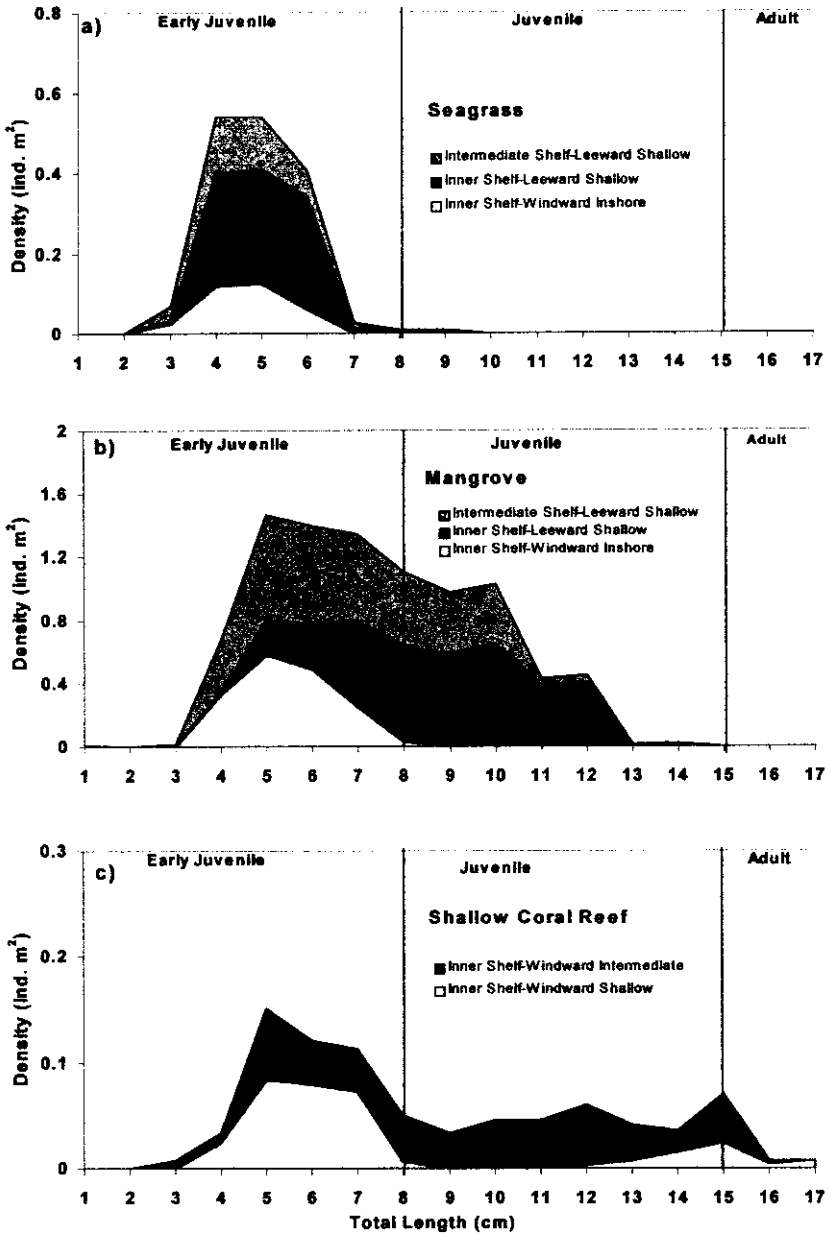 a)
Early Juvenile
Juvenile
Adult
0.8
0.6
0.4
0.2
0
Density (Ind. m²)
Seagrass
Intermediate Shelf-Leeward Shallow
Inner Shelf-Leeward Shallow
Inner Shelf-Windward Inshore
1 2 3 4 5 6 7 8 9 10 11 12 13 14 15 16 17
b)
Early Juvenile
Juvenile
Adult
2
1.6
1.2
0.8
0.4
0
Density (Ind. m²)
Mangrove
Intermediate Shelf-Leeward Shallow
Inner Shelf-Leeward Shallow
Inner Shelf-Windward Inshore
1 2 3 4 5 6 7 8 9 10 11 12 13 14 15 16 17
c)
Early Juvenile
Juvenile
Adult
0.3
0.2
0.1
0
Density (Ind. m²)
Shallow Coral Reef
Inner Shelf-Windward Intermediate
Inner Shelf-Windward Shallow
1 2 3 4 5 6 7 8 9 10 11 12 13 14 15 16 17
Total Length (cm)